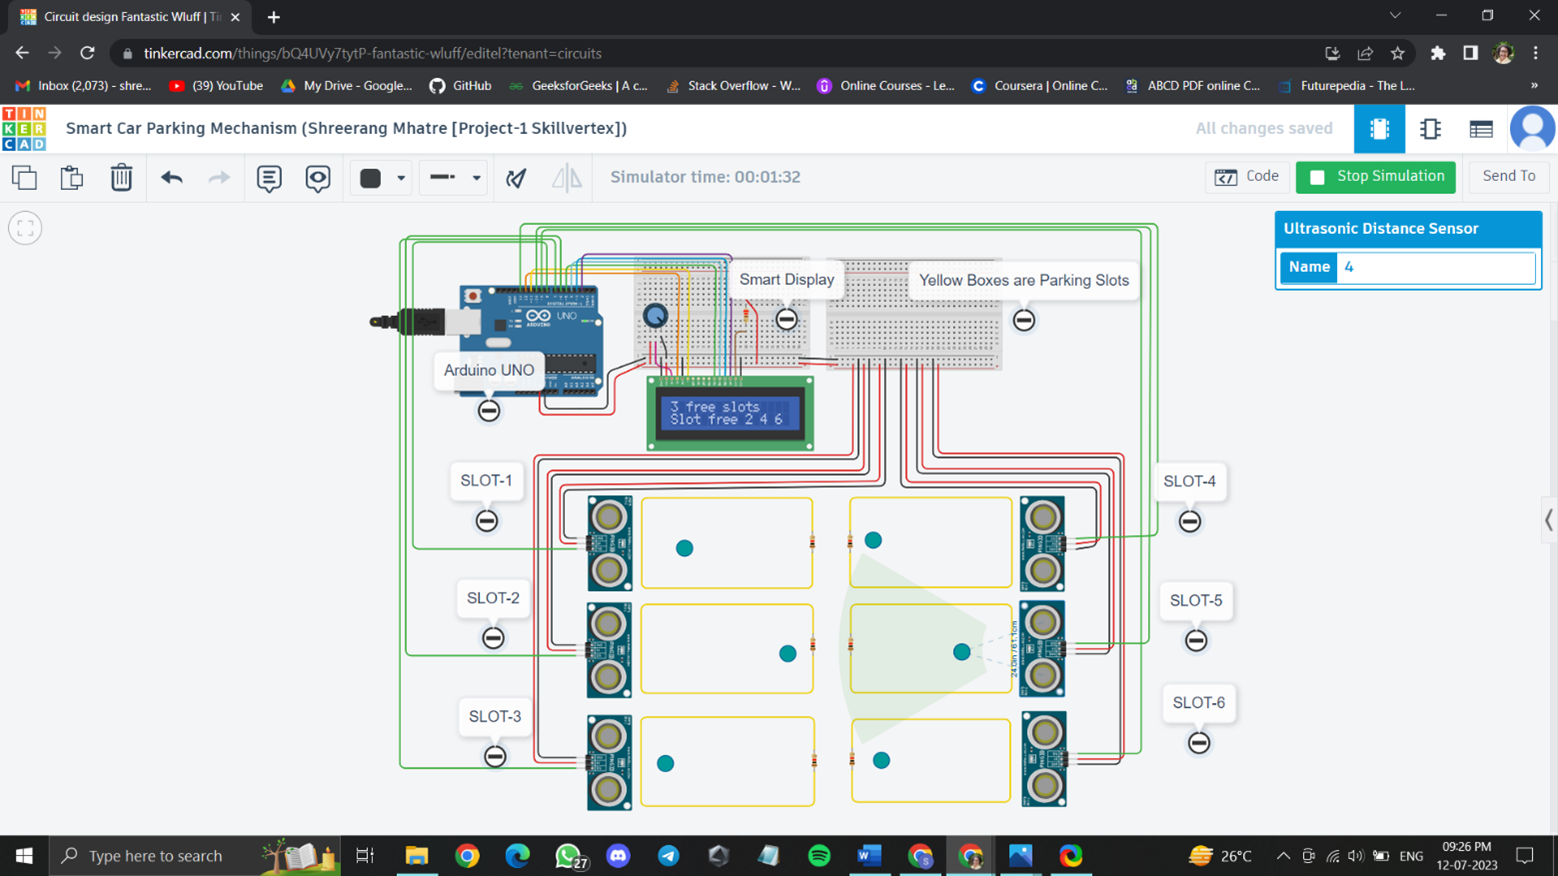 Circuit design Fantastic Wluff | Tin
tinkercad.com/things/bQ4UVy7tytP-fantastic-wluff/editel?tenant=circuits
Inbox (2,073) - shre...
(39) YouTube
My Drive - Google...
GitHub
GeeksforGeeks | A c...
Stack Overflow - W...
Online Courses - Le...
Coursera | Online C...
ABCD PDF online C...
Futurepedia - The L...
TIN
KER
CAD
Smart Car Parking Mechanism (Shreerang Mhatre [Project-1 Skillvertex])
All changes saved
Simulator time: 00:01:32
Code
Stop Simulation
Send To
Ultrasonic Distance Sensor
Name 4
Smart Display
Yellow Boxes are Parking Slots
UNO
ARDUINO
Arduino UNO
3 free slots
Slot free 2 4 6
SLOT-1
SLOT-4
SLOT-2
SLOT-5
24.0in / 61.1cm
SLOT-3
SLOT-6
Type here to search
27
26°C
ENG
09:26 PM
12-07-2023